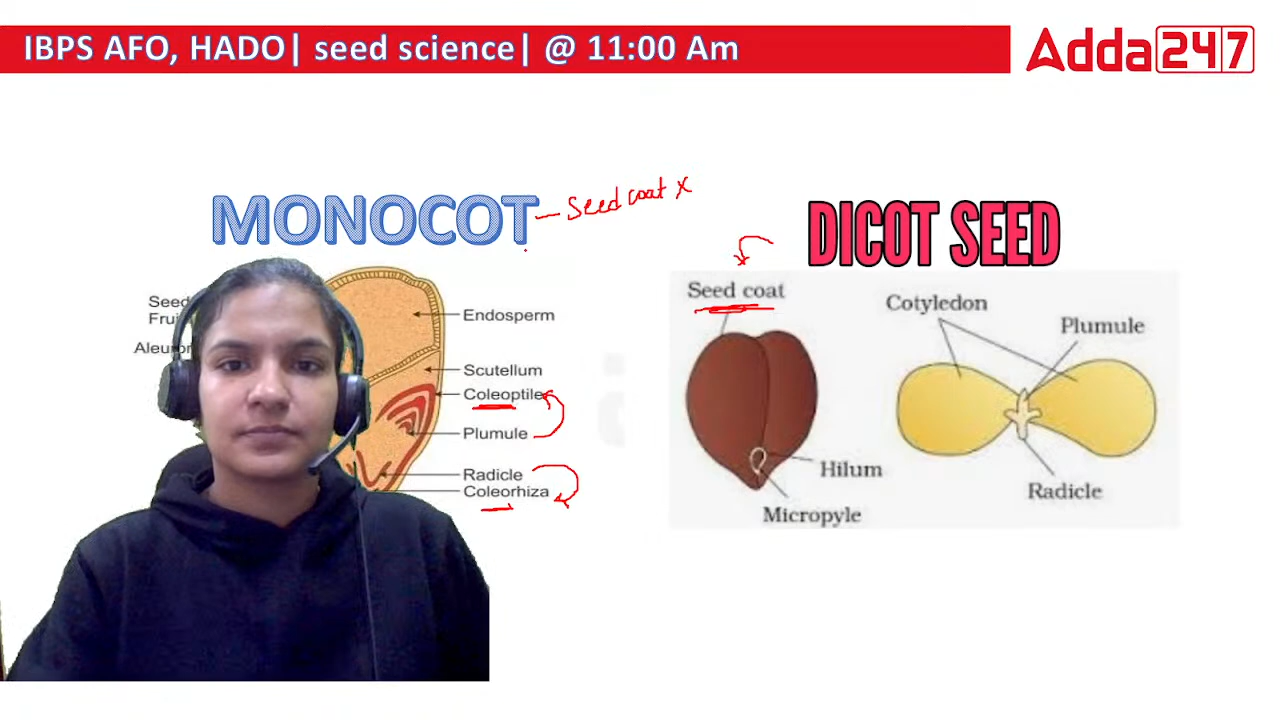 IBPS AFO, HADO| seed science| @ 11:00 Am
Adda247
MONOCOT
Seed coat x
Seed
Endosperm
Scutellum
Coleoptile
Plumule
Radicle
Coleorhiza
DICOT SEED
Seed coat
Hilum
Micropyle
Cotyledon
Plumule
Radicle